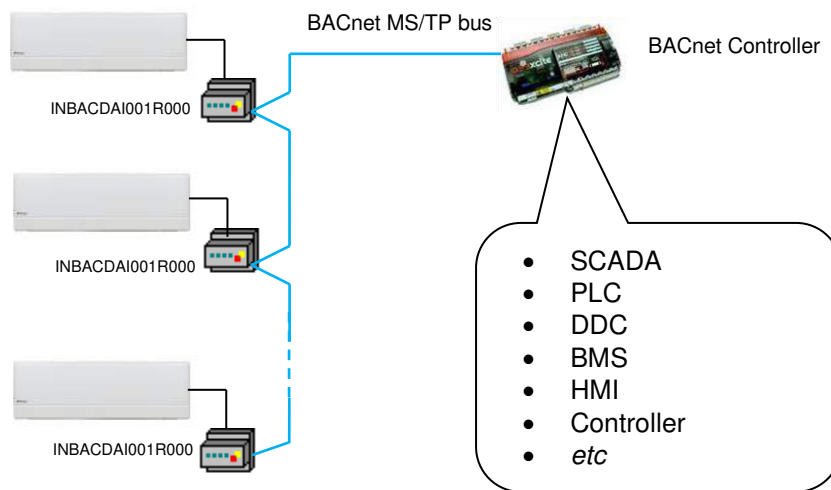 BACnet MS/TP bus
BACnet Controller
INBACDAI001R000
INBACDAI001R000
INBACDAI001R000
• SCADA
• PLC
• DDC
• BMS
• HMI
• Controller
• etc